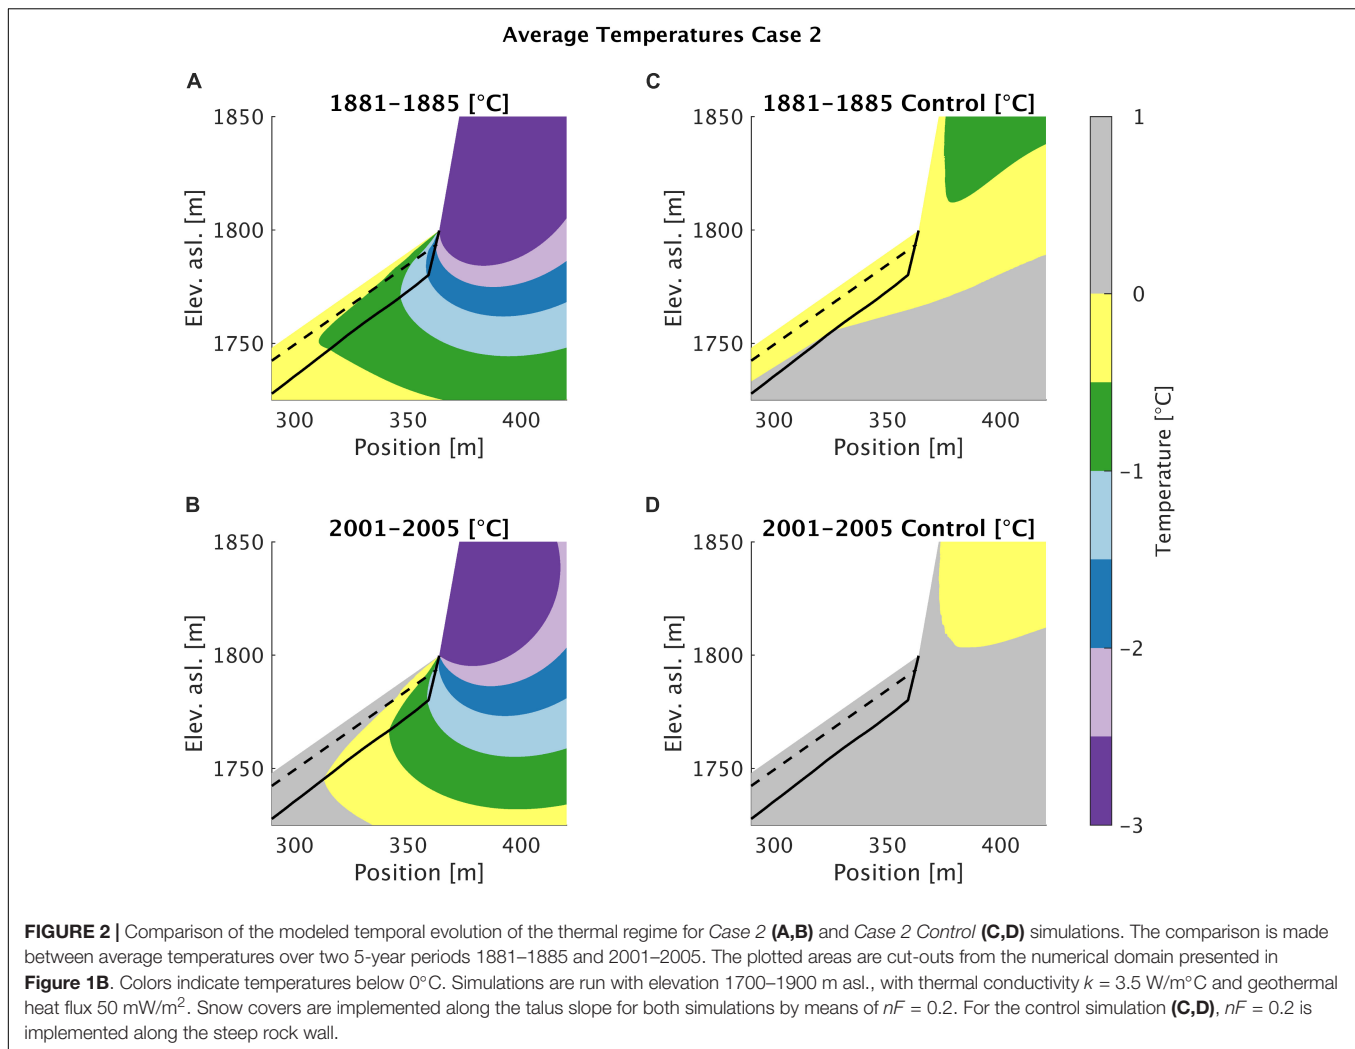 Average Temperatures Case 2
A
1881–1885 [°C]
1850
1800
1750
Elev. asl. [m]
300 350 400
Position [m]
C
1881–1885 Control [°C]
1850
1800
1750
Elev. asl. [m]
300 350 400
Position [m]
B
2001–2005 [°C]
1850
1800
1750
Elev. asl. [m]
300 350 400
Position [m]
D
2001–2005 Control [°C]
1850
1800
1750
Elev. asl. [m]
300 350 400
Position [m]
1
0
−1
−2
−3
Temperature [°C]
FIGURE 2 | Comparison of the modeled temporal evolution of the thermal regime for Case 2 (A,B) and Case 2 Control (C,D) simulations. The comparison is made
between average temperatures over two 5-year periods 1881–1885 and 2001–2005. The plotted areas are cut-outs from the numerical domain presented in
Figure 1B. Colors indicate temperatures below 0°C. Simulations are run with elevation 1700–1900 m asl., with thermal conductivity k = 3.5 W/m°C and geothermal
heat flux 50 mW/m². Snow covers are implemented along the talus slope for both simulations by means of nF = 0.2. For the control simulation (C,D), nF = 0.2 is
implemented along the steep rock wall.